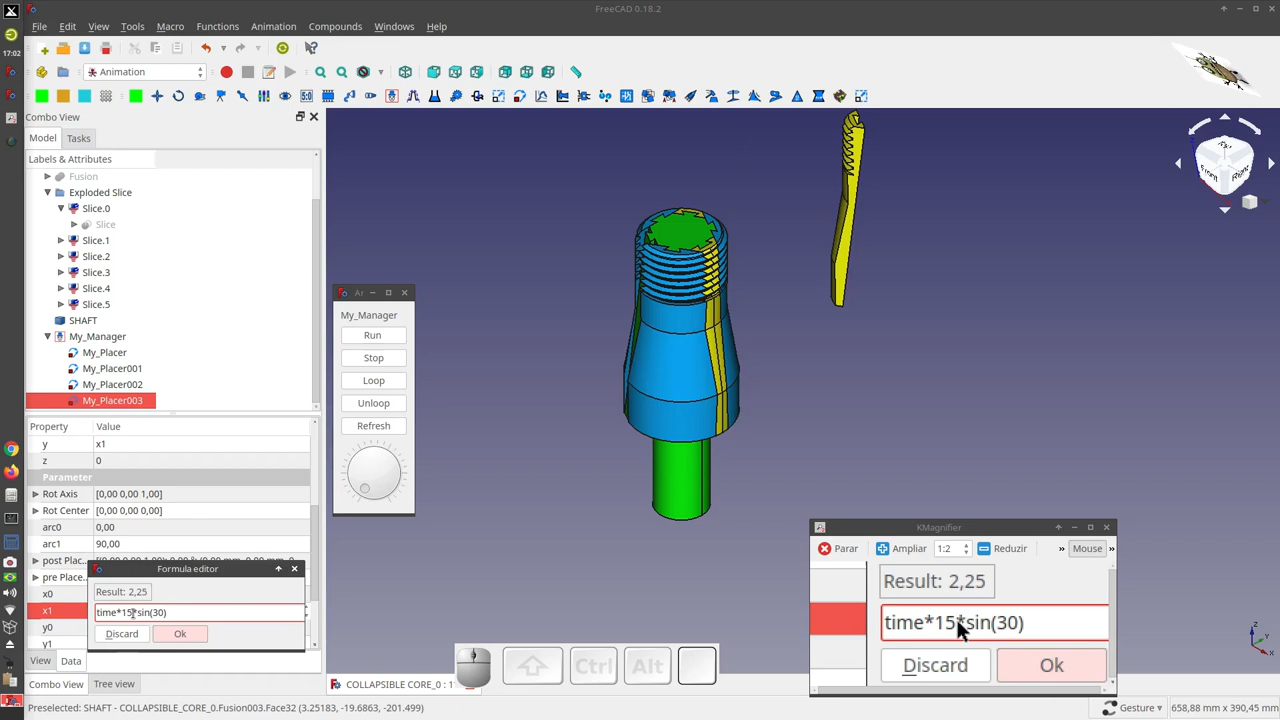 FreeCAD 0.18.2
File Edit View Tools Macro Functions Animation Compounds Windows Help
17:02
Animation
Combo View
Model Tasks
Labels & Attributes
Fusion
Exploded Slice
Slice.0
Slice
Slice.1
Slice.2
Slice.3
Slice.4
Slice.5
SHAFT
My_Manager
My_Placer
My_Placer001
My_Placer002
My_Placer003
Property Value
y x1
z 0
Parameter
Rot Axis [0,00 0,00 1,00]
Rot Center [0,00 0,00 0,00]
arc0 0,00
arc1 90,00
post Plac...
pre Place...
x0
x1
y0
y1
Formula editor
Result: 2,25
time*15*sin(30)
Discard Ok
View Data
Combo View Tree view
My_Manager
Run
Stop
Loop
Unloop
Refresh
Front Right
KMagnifier
Parar Ampliar 1:2 Reduzir » Mouse »
Result: 2,25
time*15*sin(30)
Discard Ok
Ctrl Alt
COLLAPSIBLE CORE_0 : 1
Preselected: SHAFT - COLLAPSIBLE_CORE_0.Fusion003.Face32 (3.25183, -19.6863, -201.499)
Gesture 658,88 mm x 390,45 mm